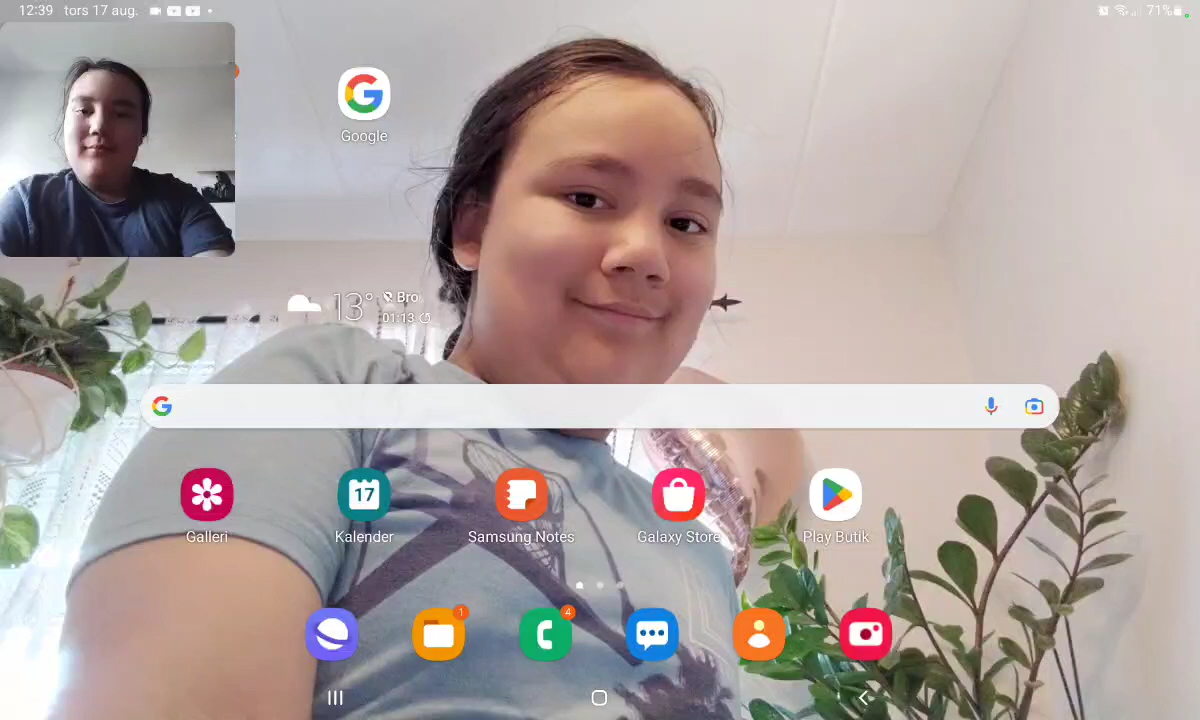 12:39 tors 17 aug. 71%
Google
13° Bro
01:13
17
Galleri Kalender Samsung Notes Galaxy Store Play Butik
1 4